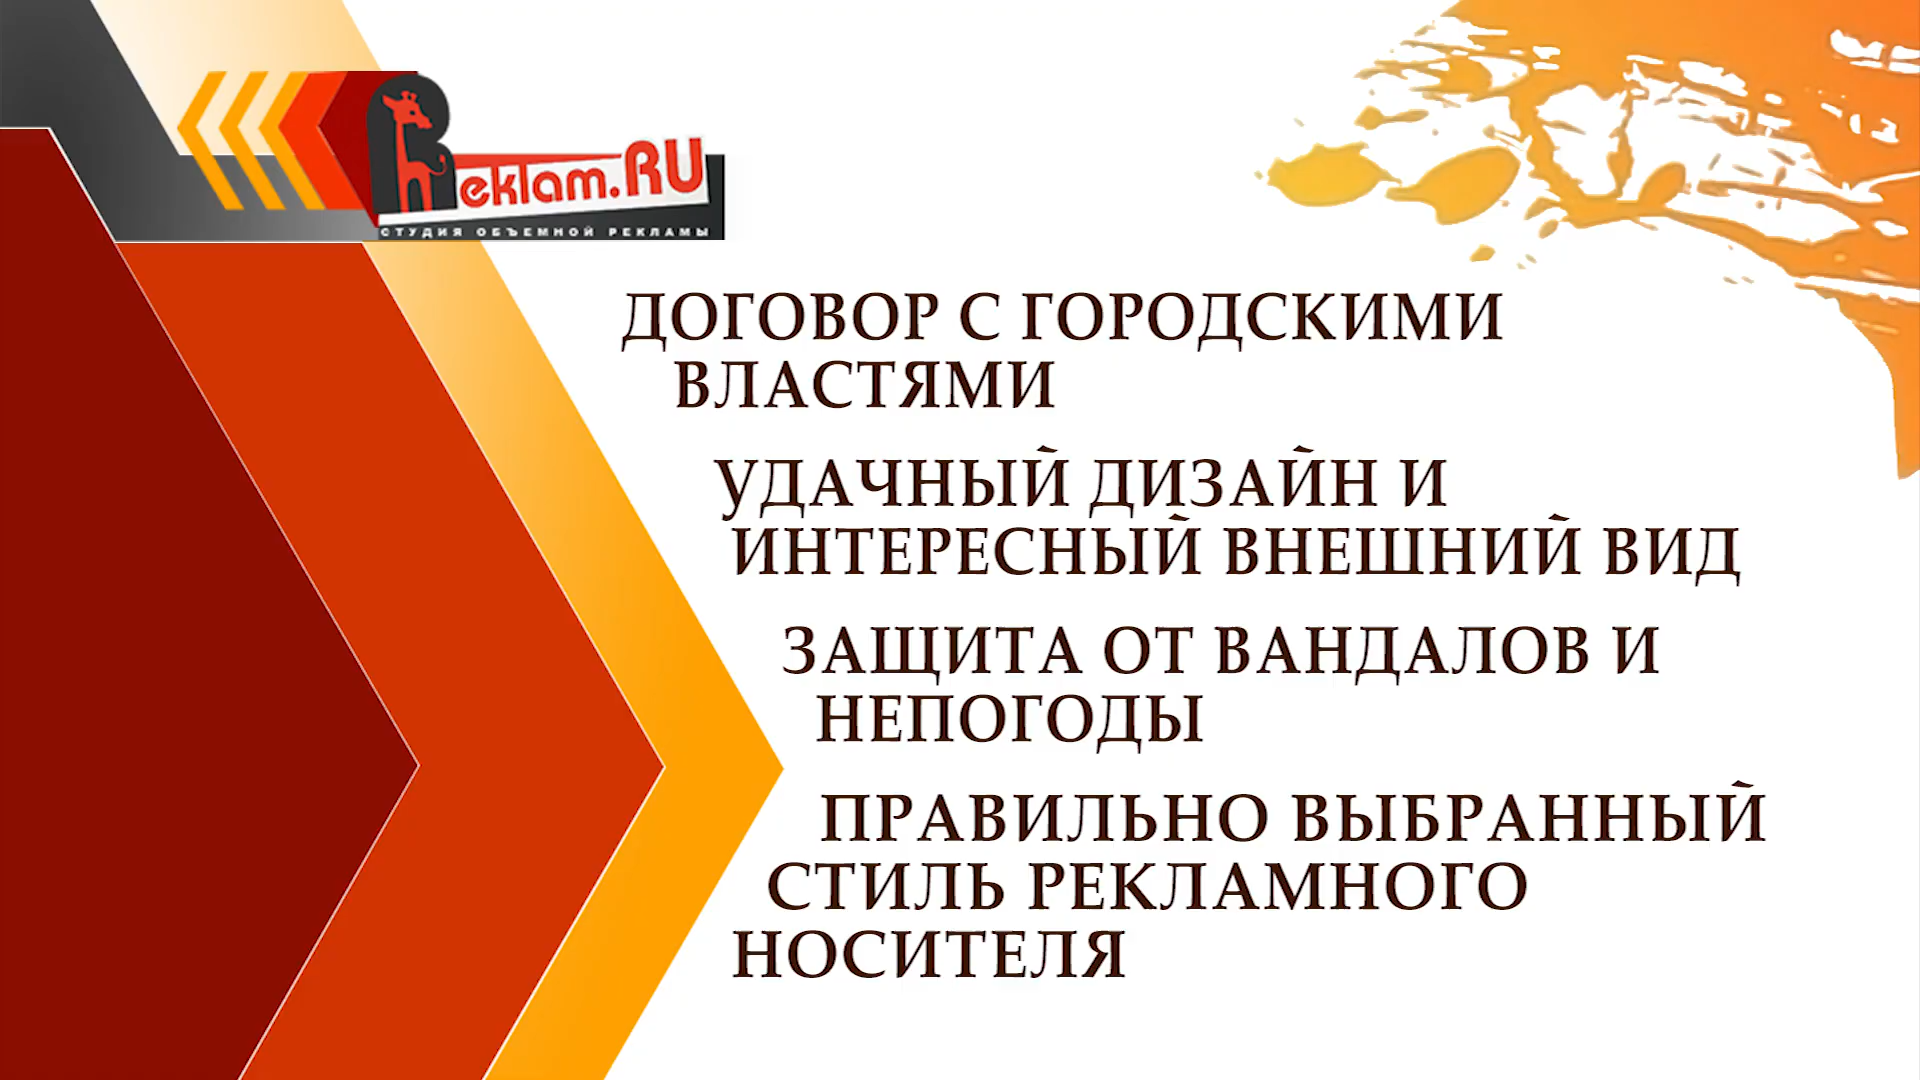 Reklam.RU
СТУДИЯ ОБЪЕМНОЙ РЕКЛАМЫ
ДОГОВОР С ГОРОДСКИМИ
ВЛАСТЯМИ
УДАЧНЫЙ ДИЗАЙН И
ИНТЕРЕСНЫЙ ВНЕШНИЙ ВИД
ЗАЩИТА ОТ ВАНДАЛОВ И
НЕПОГОДЫ
ПРАВИЛЬНО ВЫБРАННЫЙ
СТИЛЬ РЕКЛАМНОГО
НОСИТЕЛЯ